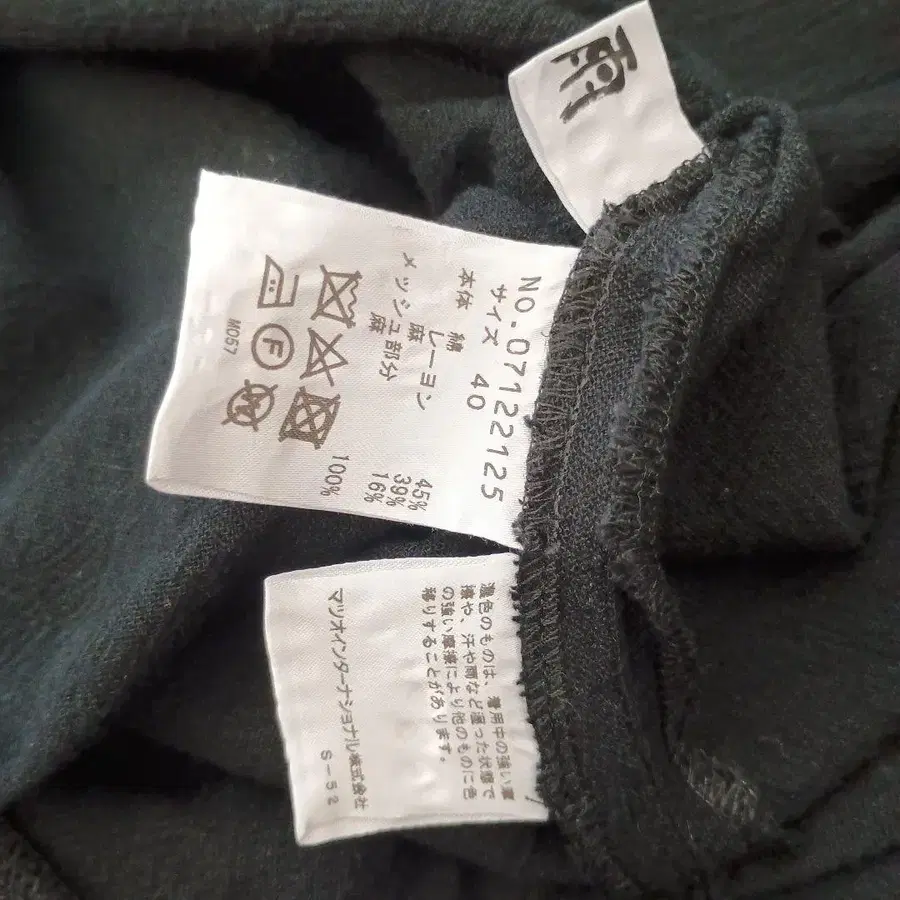 NO.07122125
サイズ 40
本体 綿 45%
レーヨン 39%
麻 16%
メッシュ部分
麻 100%
F
W
M057
濃色のものは、着用中の強い摩
擦や、汗や雨など湿った状態で
の強い摩擦により他のものに色
移りすることがあります。
マツオインターナショナル株式会社
S-52